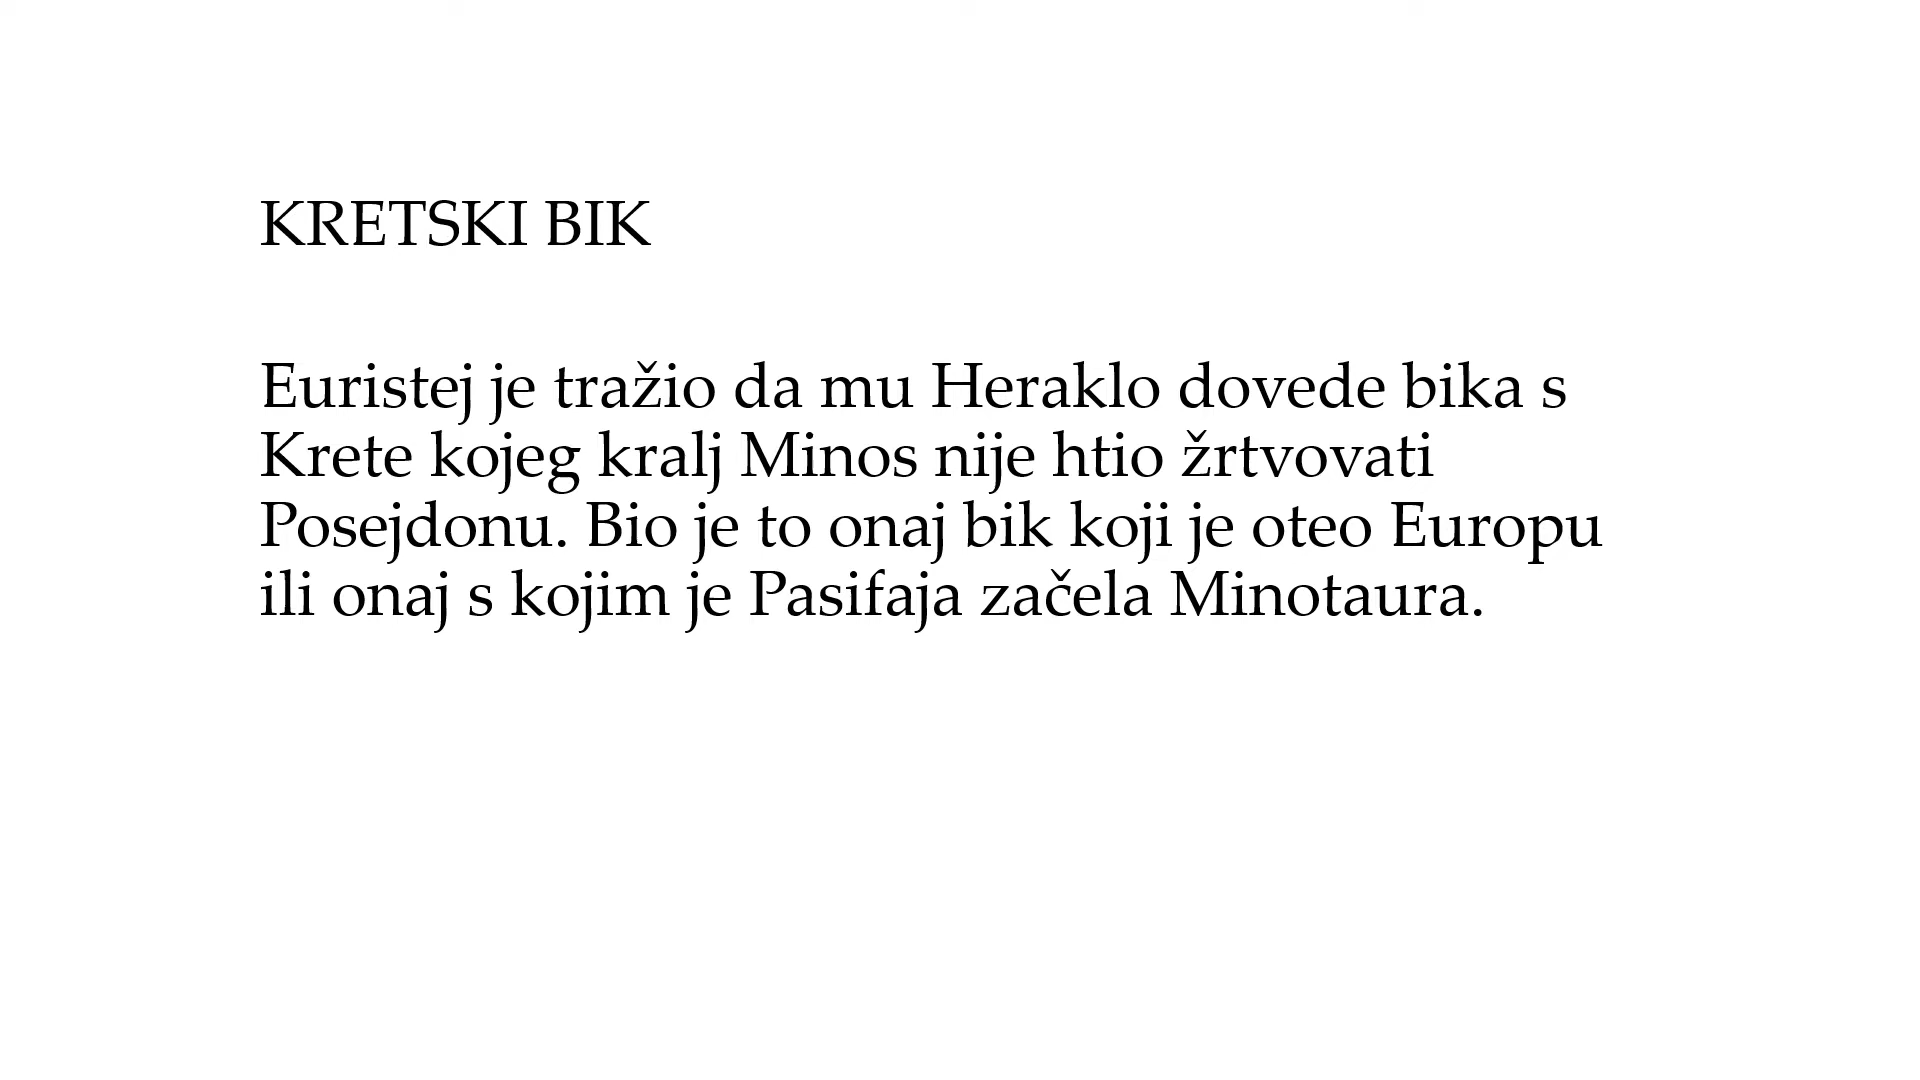 KRETSKI BIK
Euristej je tražio da mu Heraklo dovede bika s
Krete kojeg kralj Minos nije htio žrtvovati
Posejdonu. Bio je to onaj bik koji je oteo Europu
ili onaj s kojim je Pasifaja začela Minotaura.